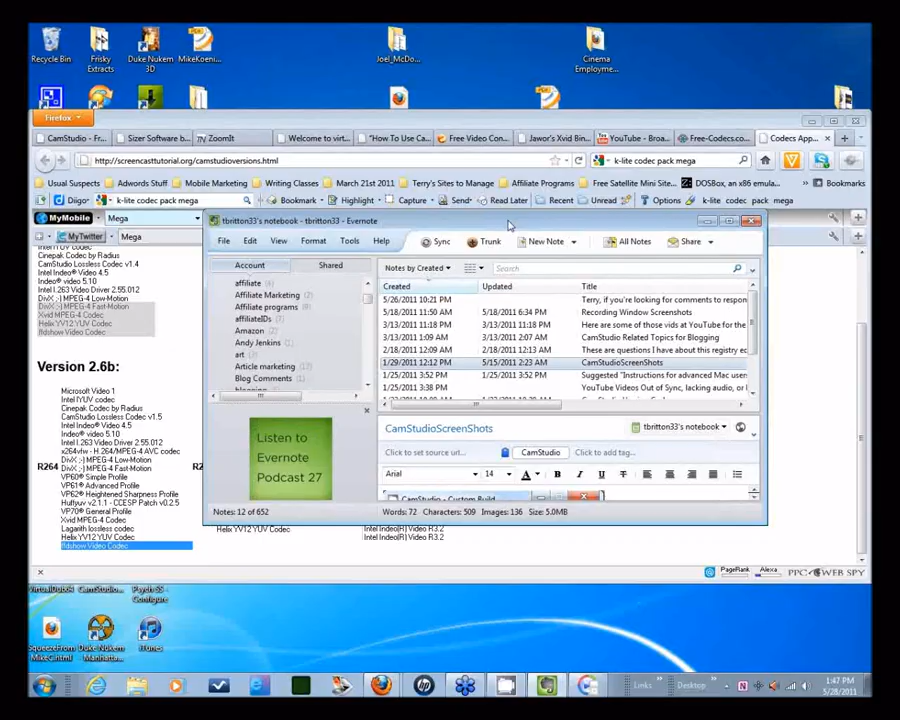 Recycle Bin
Frisky Extracts
Duke Nukem 3D
MikeKoeni...
Joel_McDo...
Cinema Employme...
Firefox
CamStudio - Fr...
Sizer Software b...
ZoomIt
Welcome to virt...
"How To Use Ca...
Free Video Con...
Jawor's Xvid Bin...
YouTube - Broa...
Free-Codecs.co...
Codecs App...
http://screencasttutorial.org/camstudioversions.html
k-lite codec pack mega
Usual Suspects
Adwords Stuff
Mobile Marketing
Writing Classes
March 21st 2011
Terry's Sites to Manage
Affiliate Programs
Free Satellite Mini Site...
DOSBox, an x86 emula...
Bookmarks
Diigo
k-lite codec pack mega
Bookmark
Highlight
Capture
Send
Read Later
Recent
Unread
Options
k-lite codec pack mega
MyMobile
Mega
MyTwitter
Mega
Intel IYUV codec
Cinepak Codec by Radius
CamStudio Lossless Codec v1.4
Intel Indeo® Video 4.5
Indeo® video 5.10
Intel I.263 Video Driver 2.55.012
DivX ;-) MPEG-4 Low-Motion
DivX ;-) MPEG-4 Fast-Motion
Xvid MPEG-4 Codec
Helix YV12 YUV Codec
ffdshow Video Codec
Version 2.6b:
Microsoft Video 1
Intel IYUV codec
Cinepak Codec by Radius
CamStudio Lossless Codec v1.5
Intel Indeo® Video 4.5
Indeo® video 5.10
Intel I.263 Video Driver 2.55.012
x264vfw - H.264/MPEG-4 AVC codec
DivX ;-) MPEG-4 Low-Motion
R264
DivX ;-) MPEG-4 Fast-Motion
VP60® Simple Profile
VP61® Advanced Profile
VP62® Heightened Sharpness Profile
Huffyuv v2.1.1 - CCESP Patch v0.2.5
VP70® General Profile
Xvid MPEG-4 Codec
Lagarith lossless codec
Helix YV12 YUV Codec
ffdshow Video Codec
Helix YV12 YUV Codec
Intel Indeo(R) Video R3.2
Intel Indeo(R) Video R3.2
tbritton33's notebook - tbritton33 - Evernote
File
Edit
View
Format
Tools
Help
Sync
Trunk
New Note
All Notes
Share
Account
Shared
affiliate
Affiliate Marketing (2)
Affiliate programs (3)
affiliateIDs
Amazon
Andy Jenkins
art
Article marketing
Blog Comments
Listen to
Evernote
Podcast 27
Notes by Created
Search
Created
Updated
Title
5/26/2011 10:21 PM
Terry, if you're looking for comments to respon
5/18/2011 11:50 AM
5/18/2011 6:34 PM
Recording Window Screenshots
3/13/2011 11:18 PM
3/13/2011 11:18 PM
Here are some of those vids at YouTube for the
3/13/2011 1:09 AM
3/13/2011 2:07 AM
CamStudio Related Topics for Blogging
2/18/2011 12:09 AM
2/18/2011 12:13 AM
These are questions I have about this registry e
1/29/2011 12:12 PM
5/15/2011 2:23 AM
CamStudioScreenShots
1/25/2011 3:52 PM
1/25/2011 3:52 PM
Suggested "Instructions for advanced Mac user
1/25/2011 3:38 PM
YouTube Videos Out of Sync, lacking audio, or l
CamStudioScreenShots
tbritton33's notebook
Click to set source url...
CamStudio
Click to add tag...
Arial
14
CamStudio - Custom Build
Notes: 12 of 652
Words: 72
Characters: 509
Images: 136
Size: 5.0MB
PageRank
Alexa
PPC WEB SPY
VirtualDub64
CamStudio...
Psych SS - Configure
SqueezeFrom MikeC.html
Duke Nukem - Manhatta...
iTunes
Links
Desktop
1:47 PM
5/28/2011